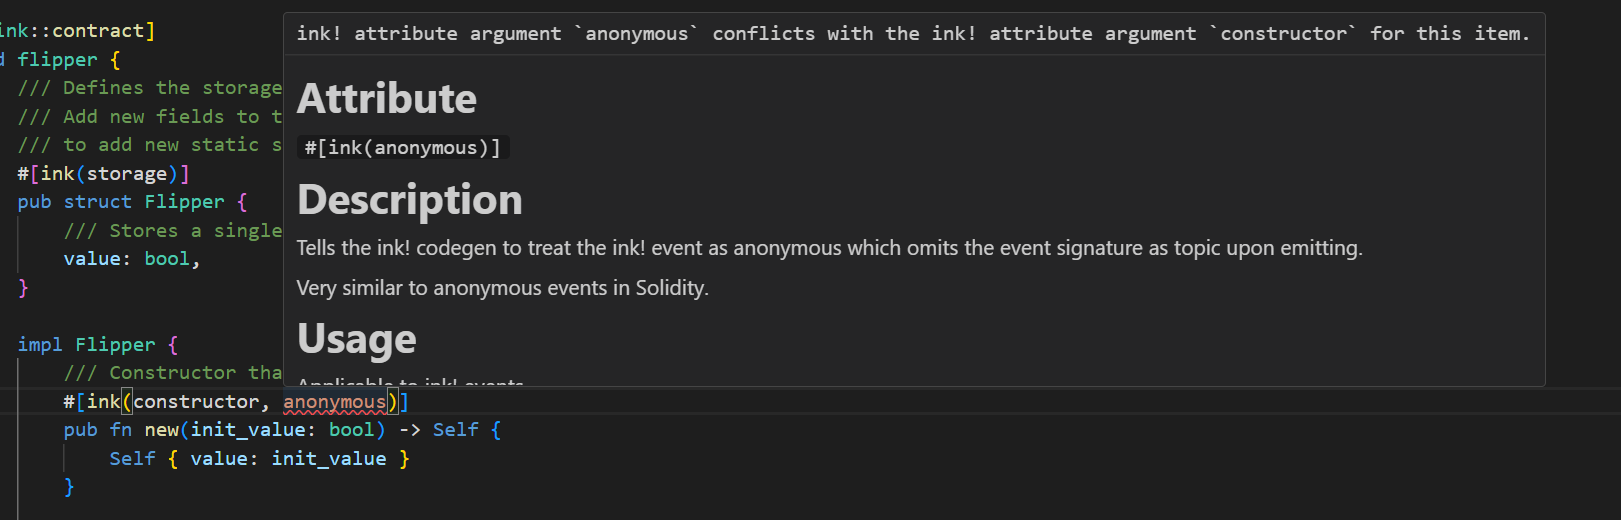 ink::contract]
flipper {
/// Defines the storage
/// Add new fields to t
/// to add new static s
#[ink(storage)]
pub struct Flipper {
/// Stores a single
value: bool,
}
impl Flipper {
/// Constructor tha
#[ink(constructor, anonymous)]
pub fn new(init_value: bool) -> Self {
Self { value: init_value }
}
ink! attribute argument `anonymous` conflicts with the ink! attribute argument `constructor` for this item.
Attribute
#[ink(anonymous)]
Description
Tells the ink! codegen to treat the ink! event as anonymous which omits the event signature as topic upon emitting.
Very similar to anonymous events in Solidity.
Usage
Applicable to ink! events